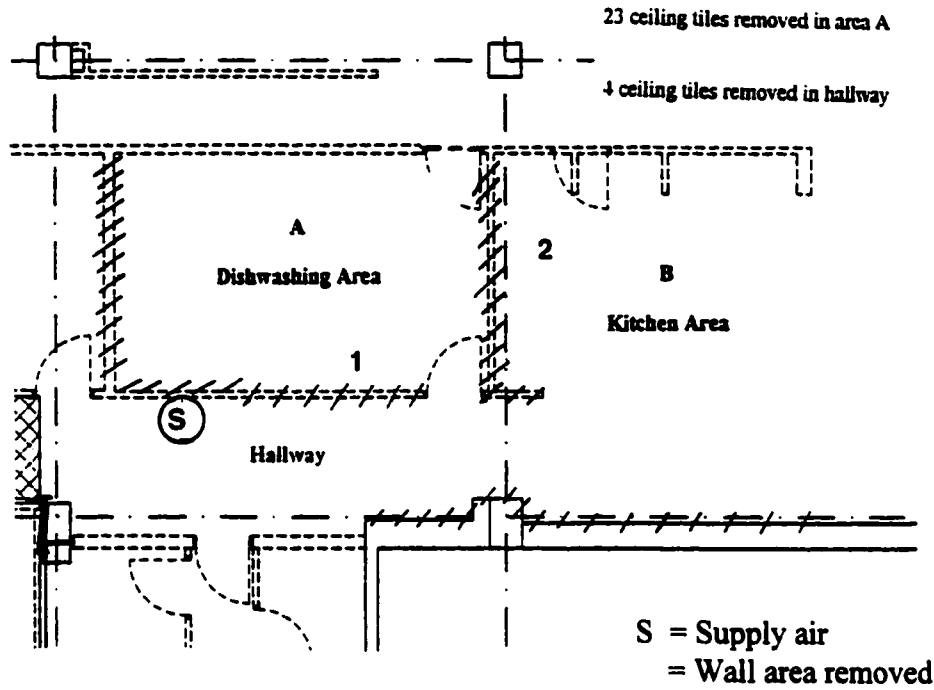 23 ceiling tiles removed in area A
4 ceiling tiles removed in hallway
A
Dishwashing Area
2
B
Kitchen Area
1
S
Hallway
S = Supply air
= Wall area removed